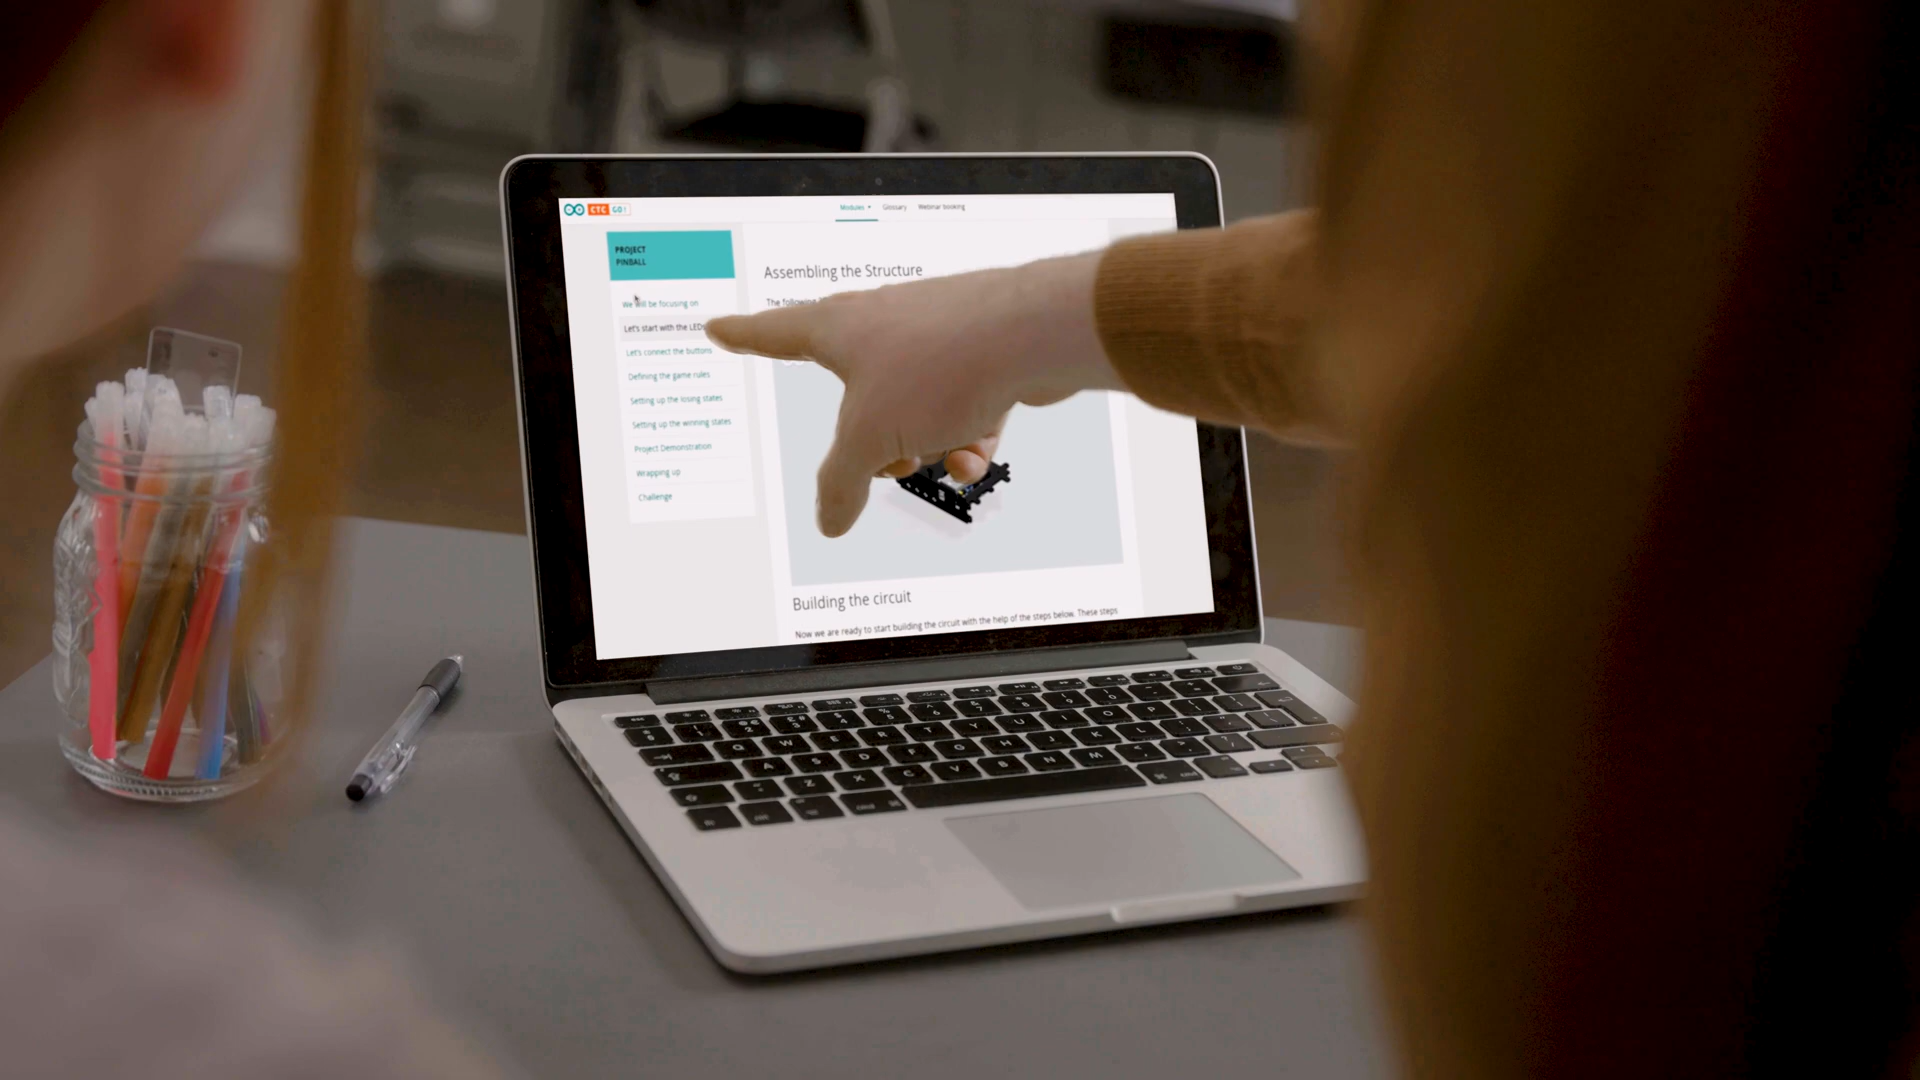 CTC GO!
Modules Glossary Webinar booking
PROJECT
PINBALL
We will be focusing on
Let's start with the LEDs
Let's connect the buttons
Defining the game rules
Setting up the losing states
Setting up the winning states
Project Demonstration
Wrapping up
Challenge
Assembling the Structure
The following
Building the circuit
Now we are ready to start building the circuit with the help of the steps below. These steps